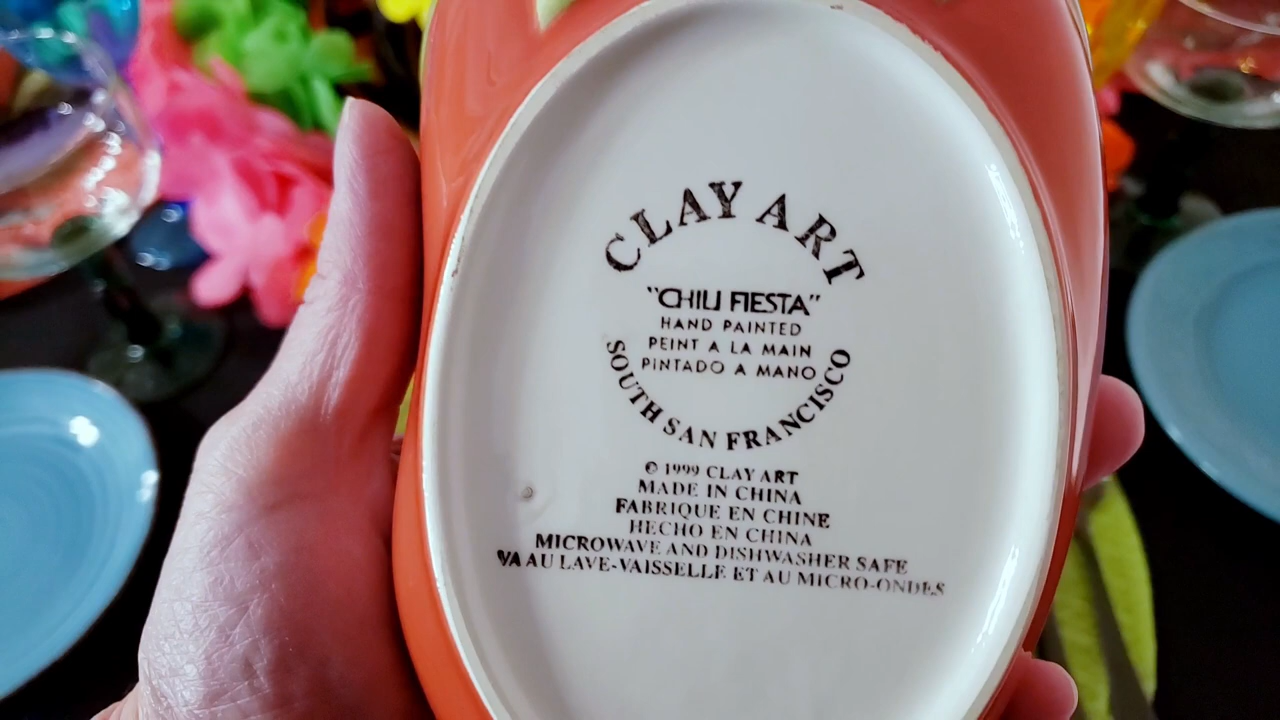 CLAY ART
"CHILI FIESTA"
HAND PAINTED
PEINT A LA MAIN
PINTADO A MANO
SOUTH SAN FRANCISCO
© 1999 CLAY ART
MADE IN CHINA
FABRIQUE EN CHINE
HECHO EN CHINA
MICROWAVE AND DISHWASHER SAFE
VA AU LAVE-VAISSELLE ET AU MICRO-ONDES